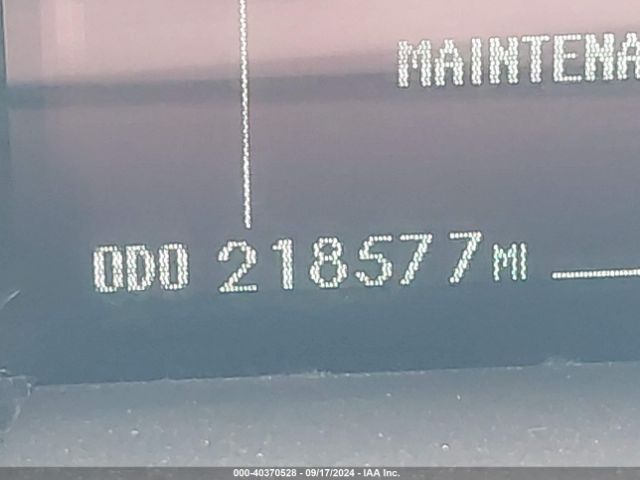 MAINTENA
ODO 218577 MI
000-40370528 - 09/17/2024 - IAA Inc.